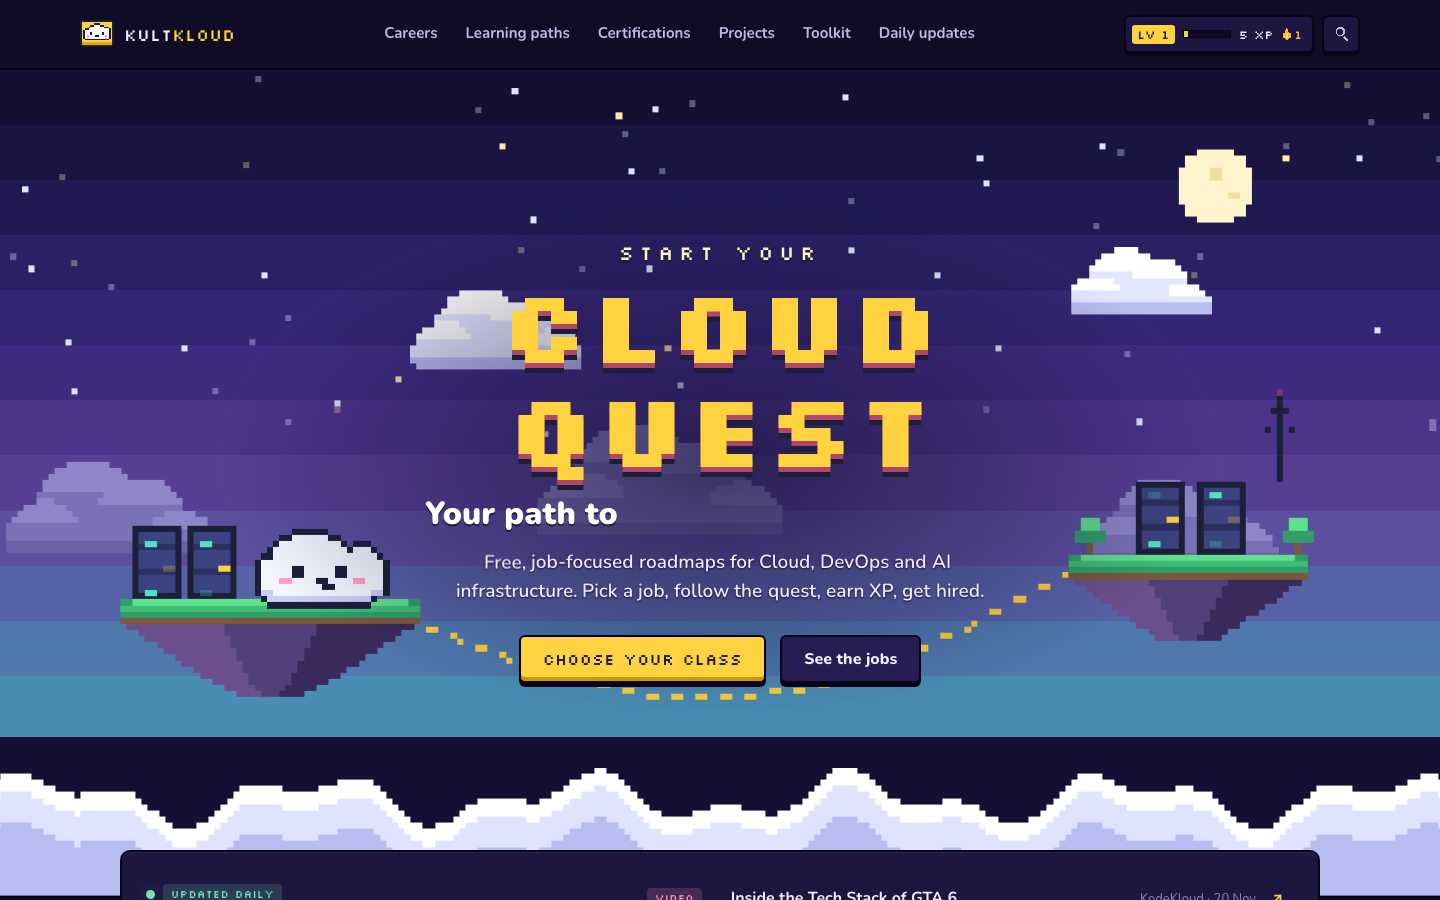 KULTKLOUD
Careers
Learning paths
Certifications
Projects
Toolkit
Daily updates
LV 1
5 XP
1
START YOUR
CLOUD
QUEST
Your path to
Free, job-focused roadmaps for Cloud, DevOps and AI
infrastructure. Pick a job, follow the quest, earn XP, get hired.
CHOOSE YOUR CLASS
See the jobs
UPDATED DAILY
VIDEO
Inside the Tech Stack of GTA 6
KodeKloud · 20 Nov